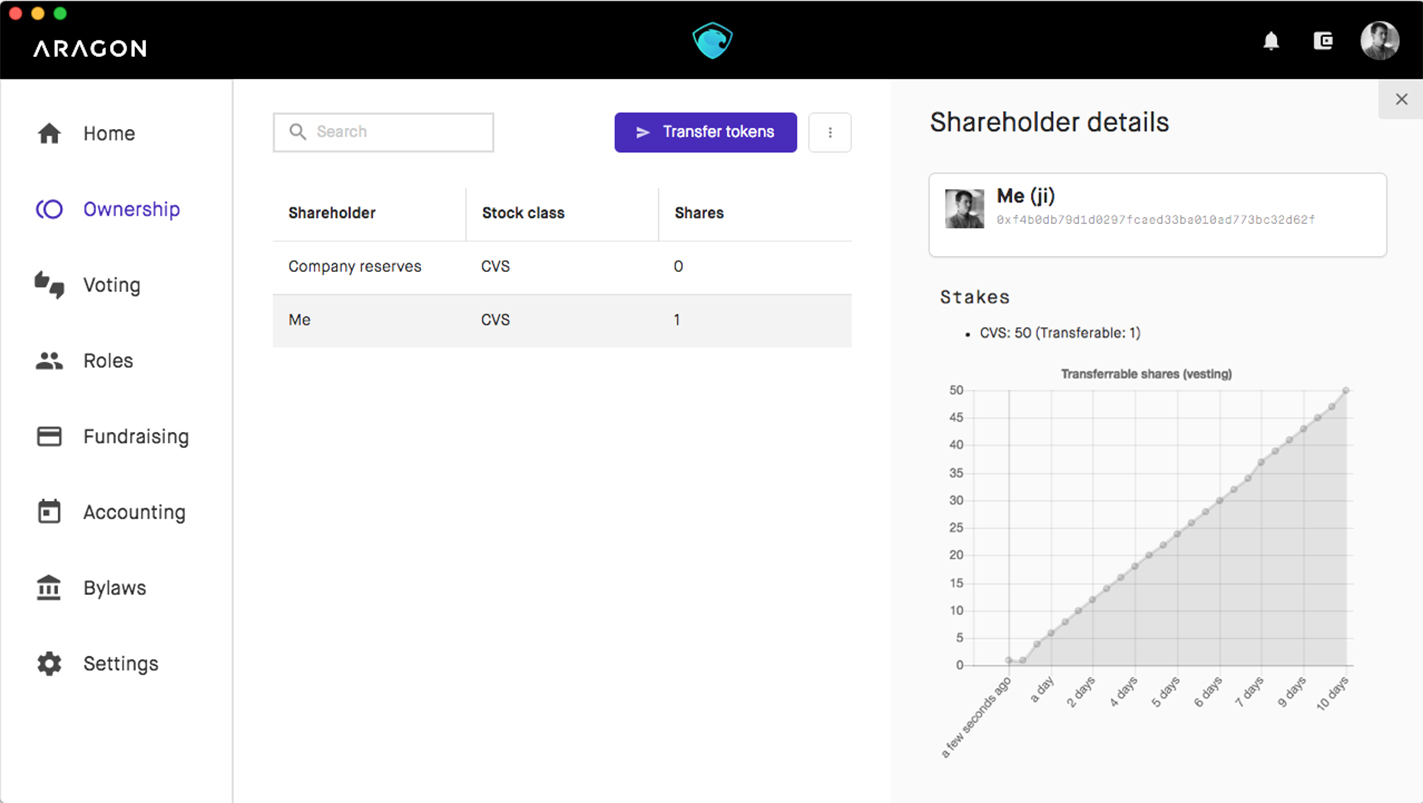 ARAGON
Home
Ownership
Voting
Roles
Fundraising
Accounting
Bylaws
Settings
Search
Transfer tokens
Shareholder Stock class Shares
Company reserves CVS 0
Me CVS 1
Shareholder details
Me (ji)
0xf4b0db79d1d0297fcaed33ba010ad773bc32d62f
Stakes
• CVS: 50 (Transferable: 1)
Transferrable shares (vesting)
50
45
40
35
30
25
20
15
10
5
0
a few seconds ago
a day
2 days
4 days
5 days
6 days
7 days
9 days
10 days